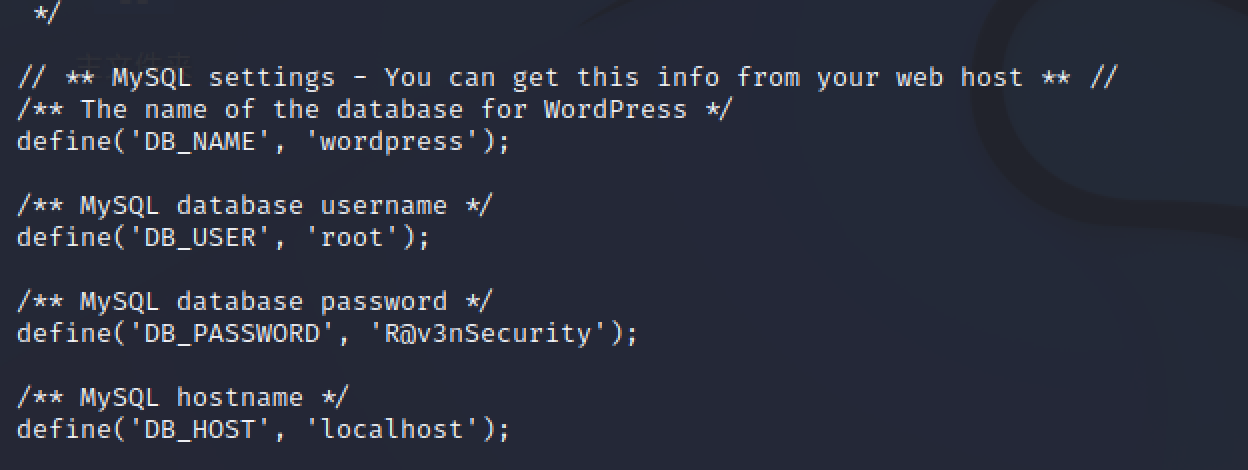 */
// ** MySQL settings - You can get this info from your web host ** //
/** The name of the database for WordPress */
define('DB_NAME', 'wordpress');
/** MySQL database username */
define('DB_USER', 'root');
/** MySQL database password */
define('DB_PASSWORD', 'R@v3nSecurity');
/** MySQL hostname */
define('DB_HOST', 'localhost');